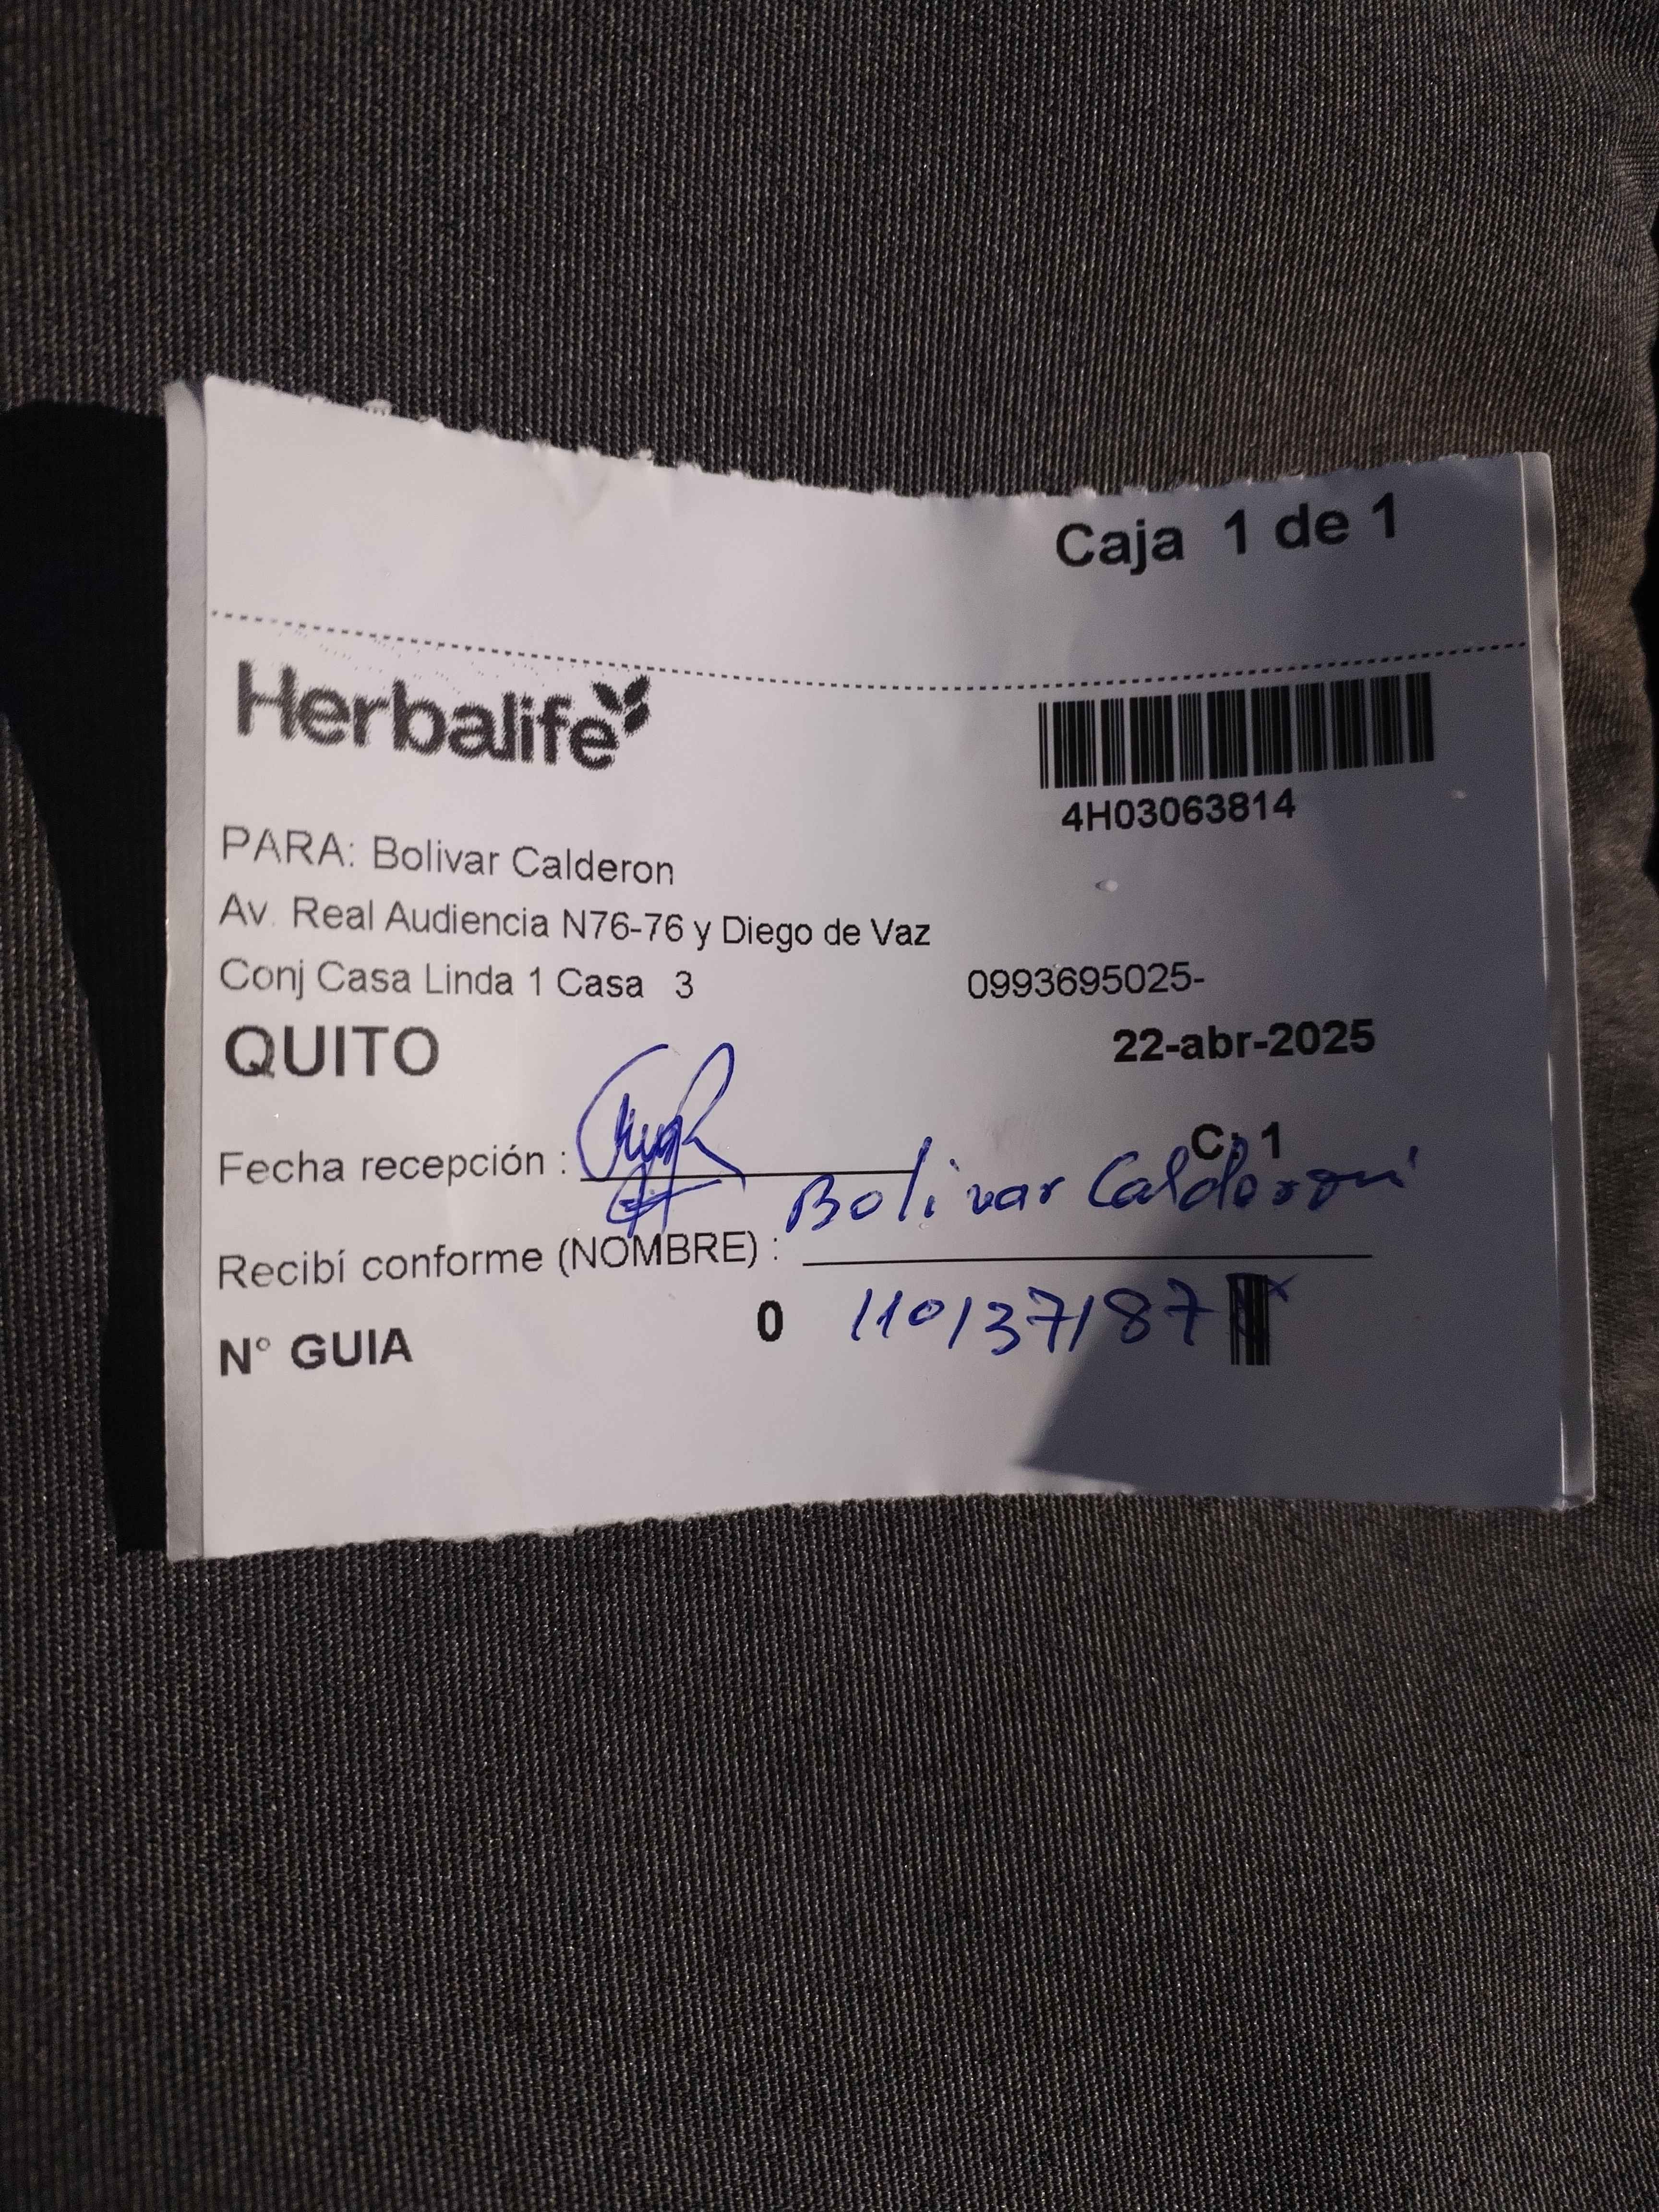 Caja 1 de 1
Herbalife
4H03063814
PARA: Bolivar Calderon
Av. Real Audiencia N76-76 y Diego de Vaz
Conj Casa Linda 1 Casa 3 0993695025-
QUITO 22-abr-2025
C: 1
Fecha recepción :
Bolivar Calderon
Recibí conforme (NOMBRE) :
N° GUIA 0 110137187